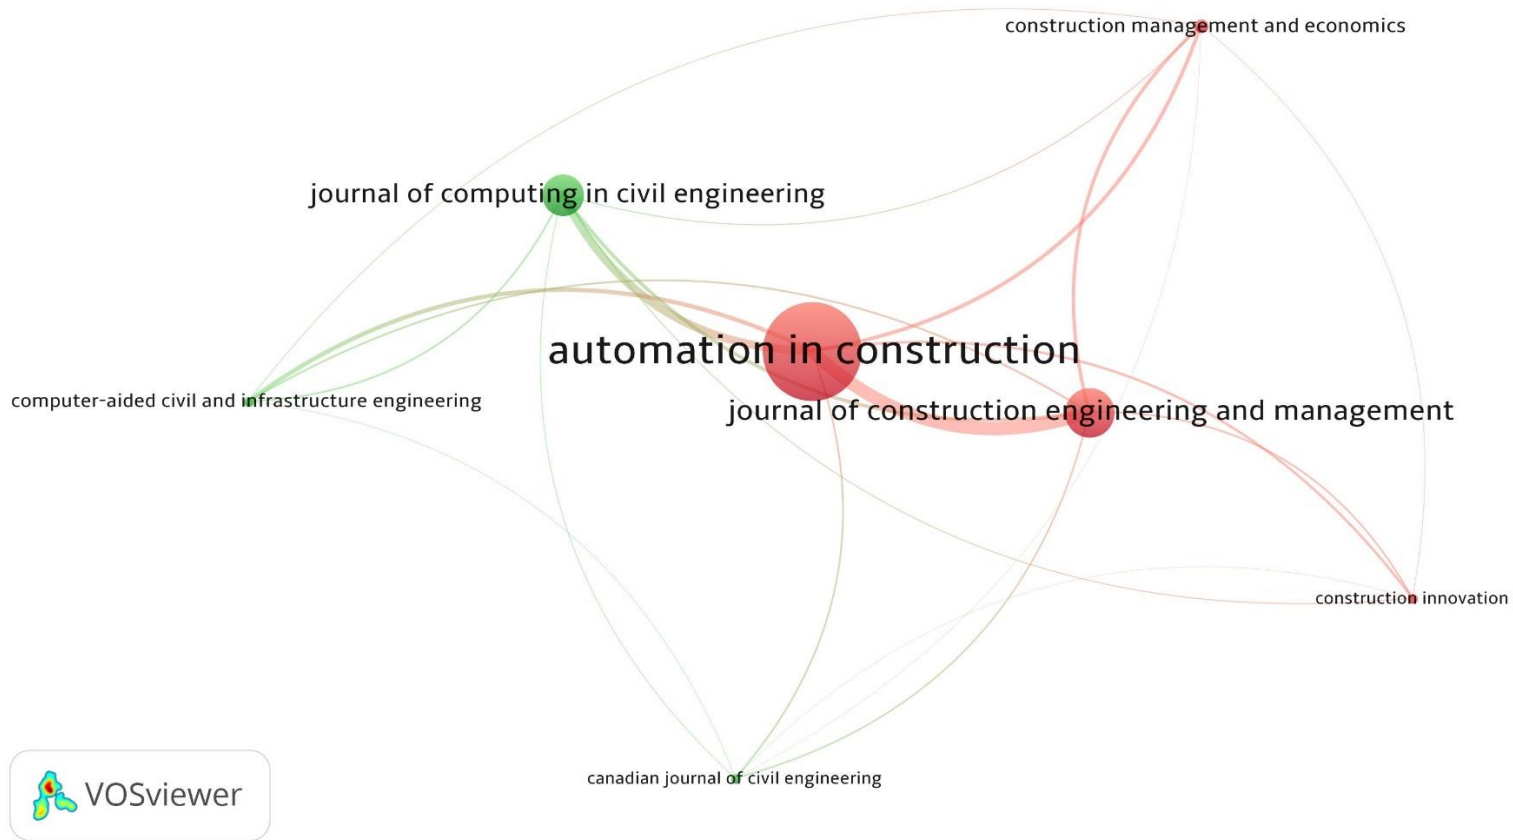 construction management and economics
journal of computing in civil engineering
automation in construction
computer-aided civil and infrastructure engineering
journal of construction engineering and management
construction innovation
canadian journal of civil engineering
VOSviewer